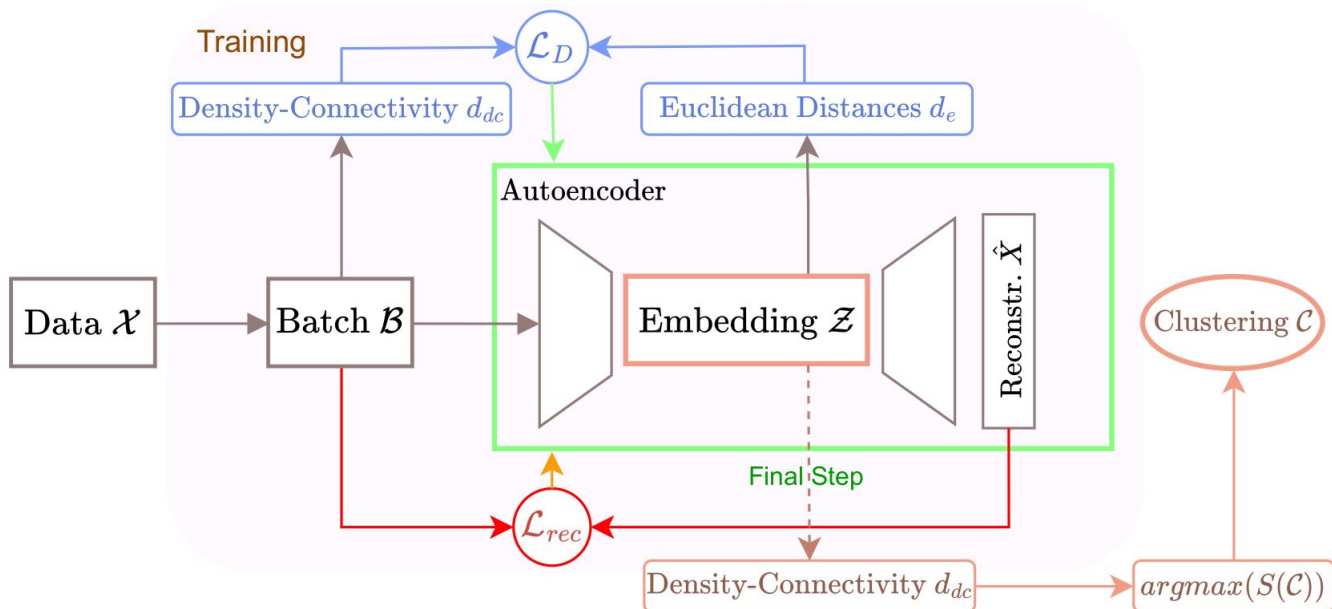 Training
ℒ_D
Density-Connectivity d_dc
Euclidean Distances d_e
Autoencoder
Data 𝒳
Batch ℬ
Embedding 𝒵
Reconstr. X̂
Clustering 𝒞
Final Step
ℒ_rec
Density-Connectivity d_dc
argmax(S(𝒞))